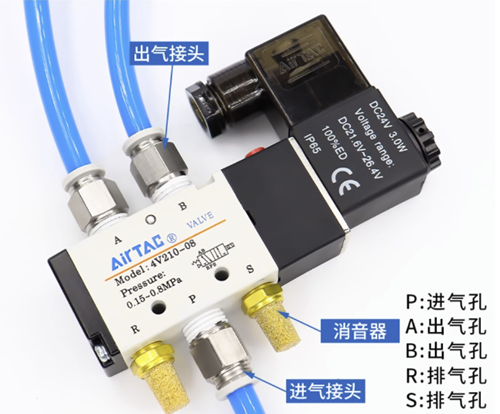 出气接头
AirTAC
DC24V 3.0W
Voltage range:
DC21.6V~26.4V
100%ED
IP65
CE
A
B
AirTAC®
VALVE
Model: 4V210-08
Pressure:
0.15~0.8MPa
R
P
S
消音器
进气接头
P:进气孔
A:出气孔
B:出气孔
R:排气孔
S:排气孔